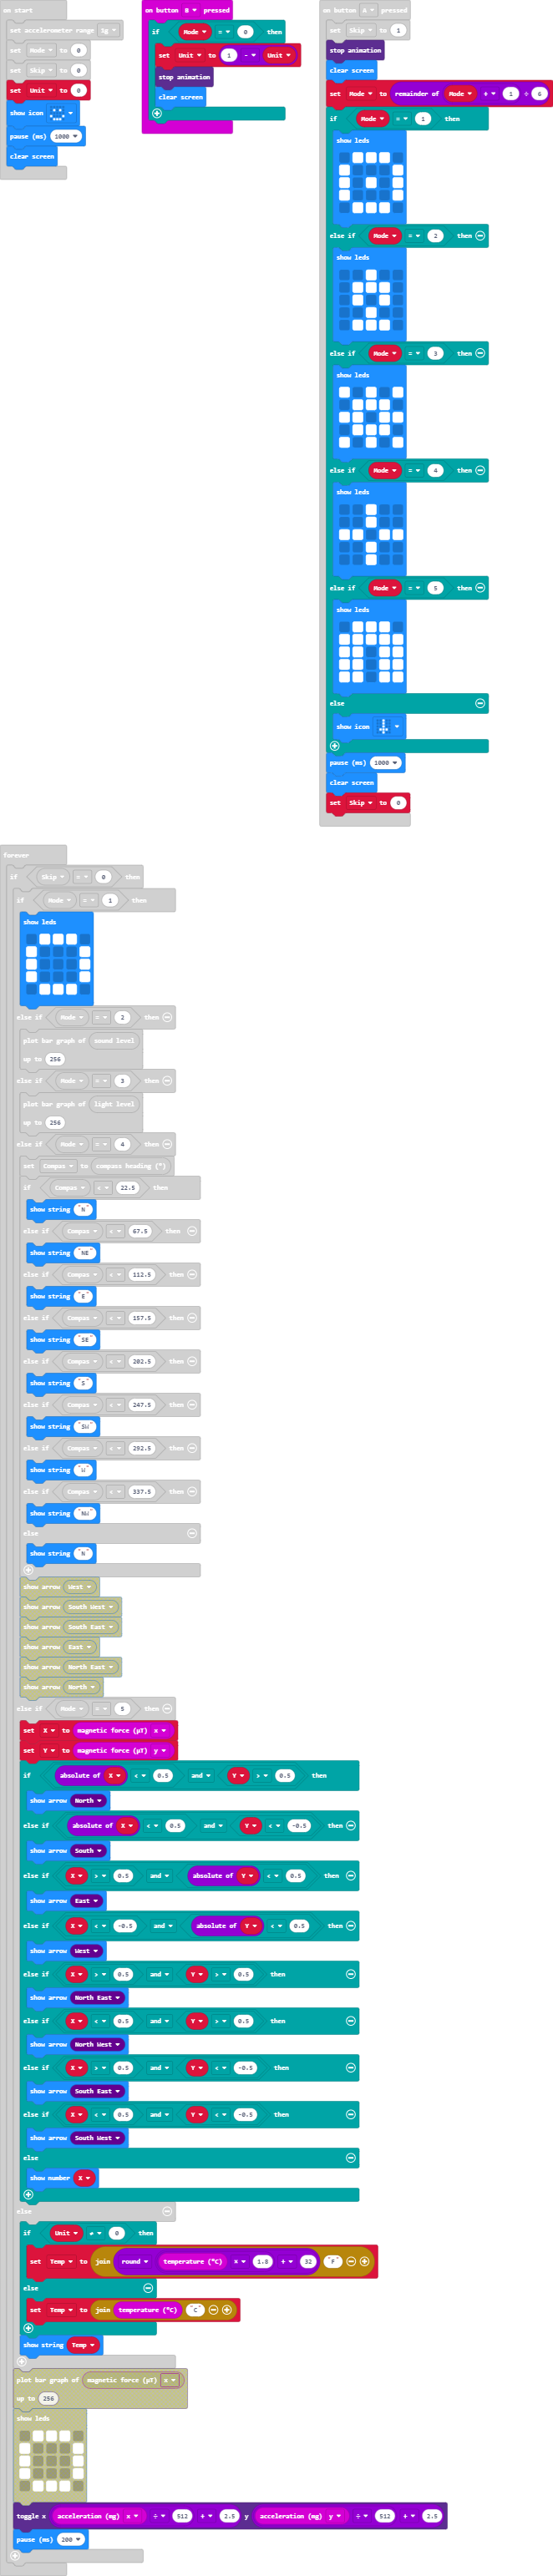 on start
set accelerometer range 1g
set Mode to 0
set Skip to 0
set Unit to 0
show icon
pause (ms) 1000
clear screen
on button B pressed
if Mode = 0 then
set Unit to 1 - Unit
stop animation
clear screen
on button A pressed
set Skip to 1
stop animation
clear screen
set Mode to remainder of Mode + 1 ÷ 6
if Mode = 1 then
show leds
else if Mode = 2 then
show leds
else if Mode = 3 then
show leds
else if Mode = 4 then
show leds
else if Mode = 5 then
show leds
else
show icon
pause (ms) 1000
clear screen
set Skip to 0
forever
if Skip = 0 then
if Mode = 1 then
show leds
else if Mode = 2 then
plot bar graph of sound level
up to 256
else if Mode = 3 then
plot bar graph of light level
up to 256
else if Mode = 4 then
set Compas to compass heading (°)
if Compas < 22.5 then
show string "N"
else if Compas < 67.5 then
show string "NE"
else if Compas < 112.5 then
show string "E"
else if Compas < 157.5 then
show string "SE"
else if Compas < 202.5 then
show string "S"
else if Compas < 247.5 then
show string "SW"
else if Compas < 292.5 then
show string "W"
else if Compas < 337.5 then
show string "NW"
else
show string "N"
show arrow West
show arrow South West
show arrow South East
show arrow East
show arrow North East
show arrow North
else if Mode = 5 then
set X to magnetic force (µT) x
set Y to magnetic force (µT) y
if absolute of X < 0.5 and Y > 0.5 then
show arrow North
else if absolute of X < 0.5 and Y < -0.5 then
show arrow South
else if X > 0.5 and absolute of Y < 0.5 then
show arrow East
else if X < -0.5 and absolute of Y < 0.5 then
show arrow West
else if X > 0.5 and Y > 0.5 then
show arrow North East
else if X < 0.5 and Y > 0.5 then
show arrow North West
else if X > 0.5 and Y < -0.5 then
show arrow South East
else if X < 0.5 and Y < -0.5 then
show arrow South West
else
show number X
else
if Unit ≠ 0 then
set Temp to join round temperature (°C) × 1.8 + 32 "F"
else
set Temp to join temperature (°C) "C"
show string Temp
plot bar graph of magnetic force (µT) x
up to 256
show leds
toggle x acceleration (mg) x ÷ 512 + 2.5 y acceleration (mg) y ÷ 512 + 2.5
pause (ms) 200